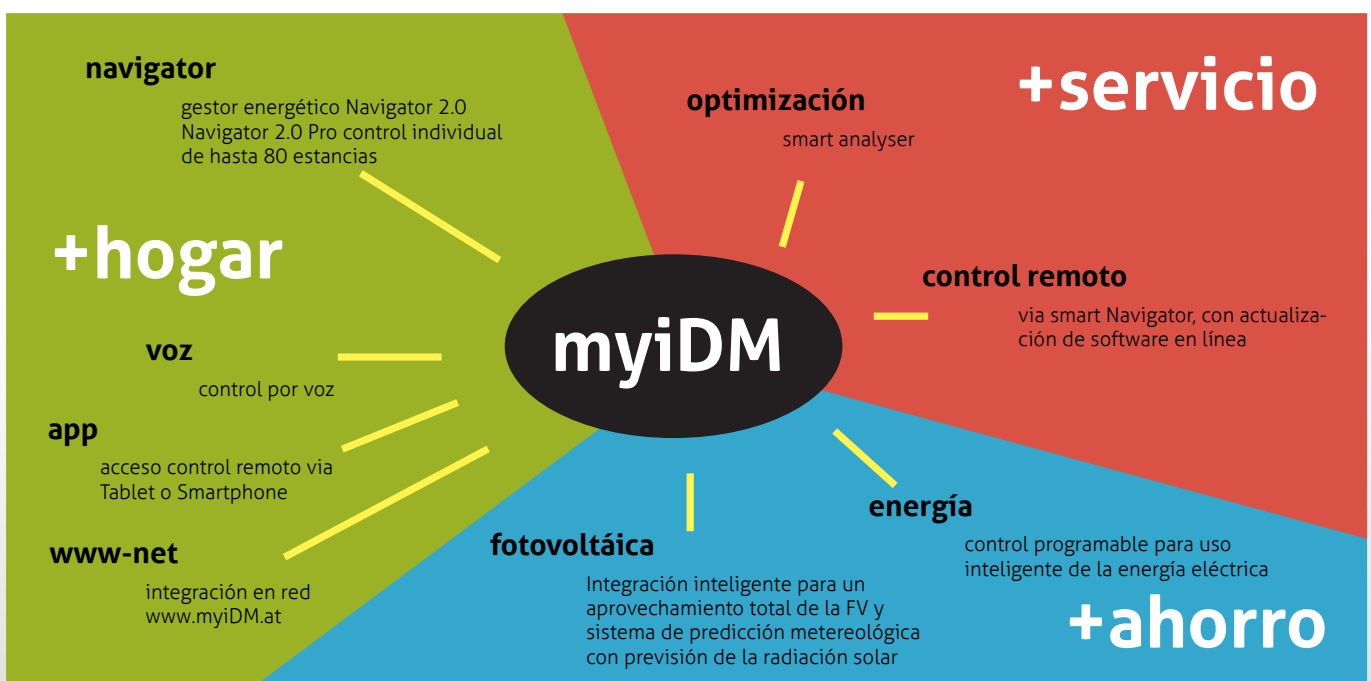 navigator
gestor energético Navigator 2.0
Navigator 2.0 Pro control individual
de hasta 80 estancias
+hogar
voz
control por voz
app
acceso control remoto via
Tablet o Smartphone
www-net
integración en red
www.myiDM.at
myiDM
+servicio
optimización
smart analyser
control remoto
via smart Navigator, con actualiza-
ción de software en línea
fotovoltáica
Integración inteligente para un
aprovechamiento total de la FV y
sistema de predicción metereológica
con previsión de la radiación solar
energía
control programable para uso
inteligente de la energía eléctrica
+ahorro